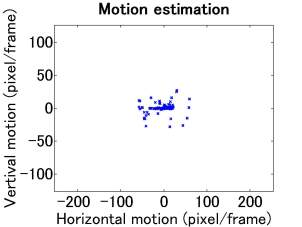 Motion estimation
Vertival motion (pixel/frame)
100
50
0
-50
-100
-200 -100 0 100 200
Horizontal motion (pixel/frame)